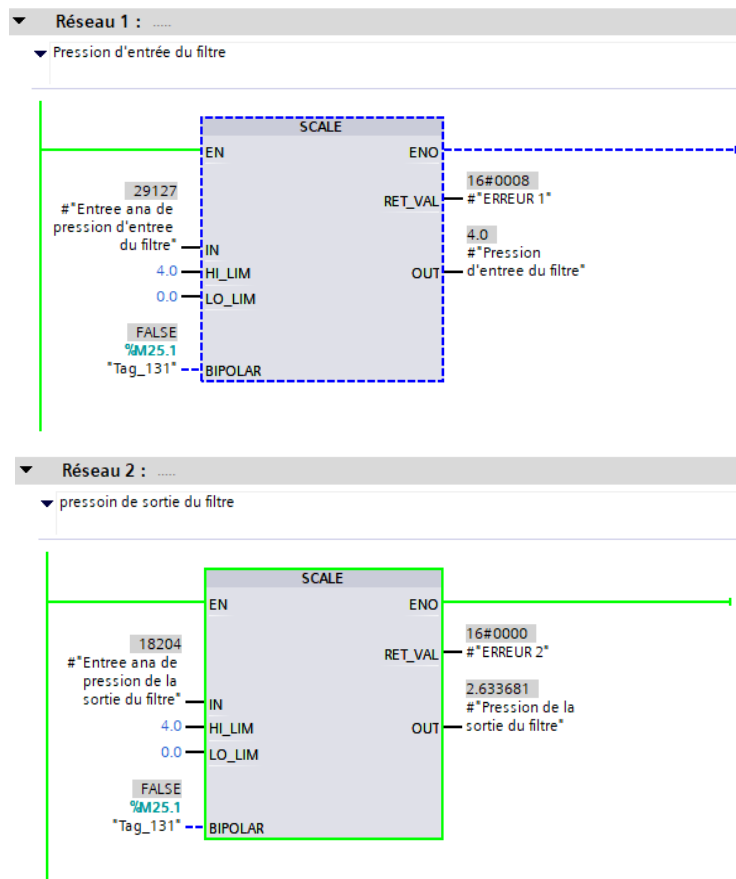 Réseau 1 : .....
Pression d'entrée du filtre
SCALE
EN
ENO
29127
#"Entree ana de
pression d'entree
du filtre"
IN
4.0
HI_LIM
0.0
LO_LIM
FALSE
%M25.1
"Tag_131"
BIPOLAR
RET_VAL
16#0008
#"ERREUR 1"
OUT
4.0
#"Pression
d'entree du filtre"
Réseau 2 : .....
pressoin de sortie du filtre
SCALE
EN
ENO
18204
#"Entree ana de
pression de la
sortie du filtre"
IN
4.0
HI_LIM
0.0
LO_LIM
FALSE
%M25.1
"Tag_131"
BIPOLAR
RET_VAL
16#0000
#"ERREUR 2"
OUT
2.633681
#"Pression de la
sortie du filtre"